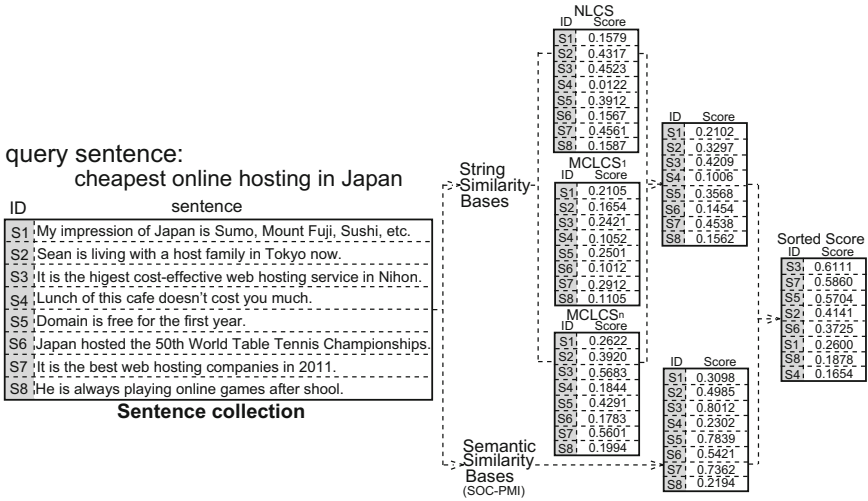 query sentence:
cheapest online hosting in Japan
ID sentence
S1 My impression of Japan is Sumo, Mount Fuji, Sushi, etc.
S2 Sean is living with a host family in Tokyo now.
S3 It is the higest cost-effective web hosting service in Nihon.
S4 Lunch of this cafe doesn't cost you much.
S5 Domain is free for the first year.
S6 Japan hosted the 50th World Table Tennis Championships.
S7 It is the best web hosting companies in 2011.
S8 He is always playing online games after shool.
Sentence collection
String
Similarity
Bases
Semantic
Similarity
Bases
(SOC-PMI)
NLCS
ID Score
S1 0.1579
S2 0.4317
S3 0.4523
S4 0.0122
S5 0.3912
S6 0.1567
S7 0.4561
S8 0.1587
MCLCS1
ID Score
S1 0.2105
S2 0.1654
S3 0.2421
S4 0.1052
S5 0.2501
S6 0.1012
S7 0.2912
S8 0.1105
MCLCSn
ID Score
S1 0.2622
S2 0.3920
S3 0.5683
S4 0.1844
S5 0.4291
S6 0.1783
S7 0.5601
S8 0.1994
ID Score
S1 0.2102
S2 0.3297
S3 0.4209
S4 0.1006
S5 0.3568
S6 0.1454
S7 0.4538
S8 0.1562
ID Score
S1 0.3098
S2 0.4985
S3 0.8012
S4 0.2302
S5 0.7839
S6 0.5421
S7 0.7362
S8 0.2194
Sorted Score
ID Score
S3 0.6111
S7 0.5860
S5 0.5704
S2 0.4141
S6 0.3725
S1 0.2600
S8 0.1878
S4 0.1654